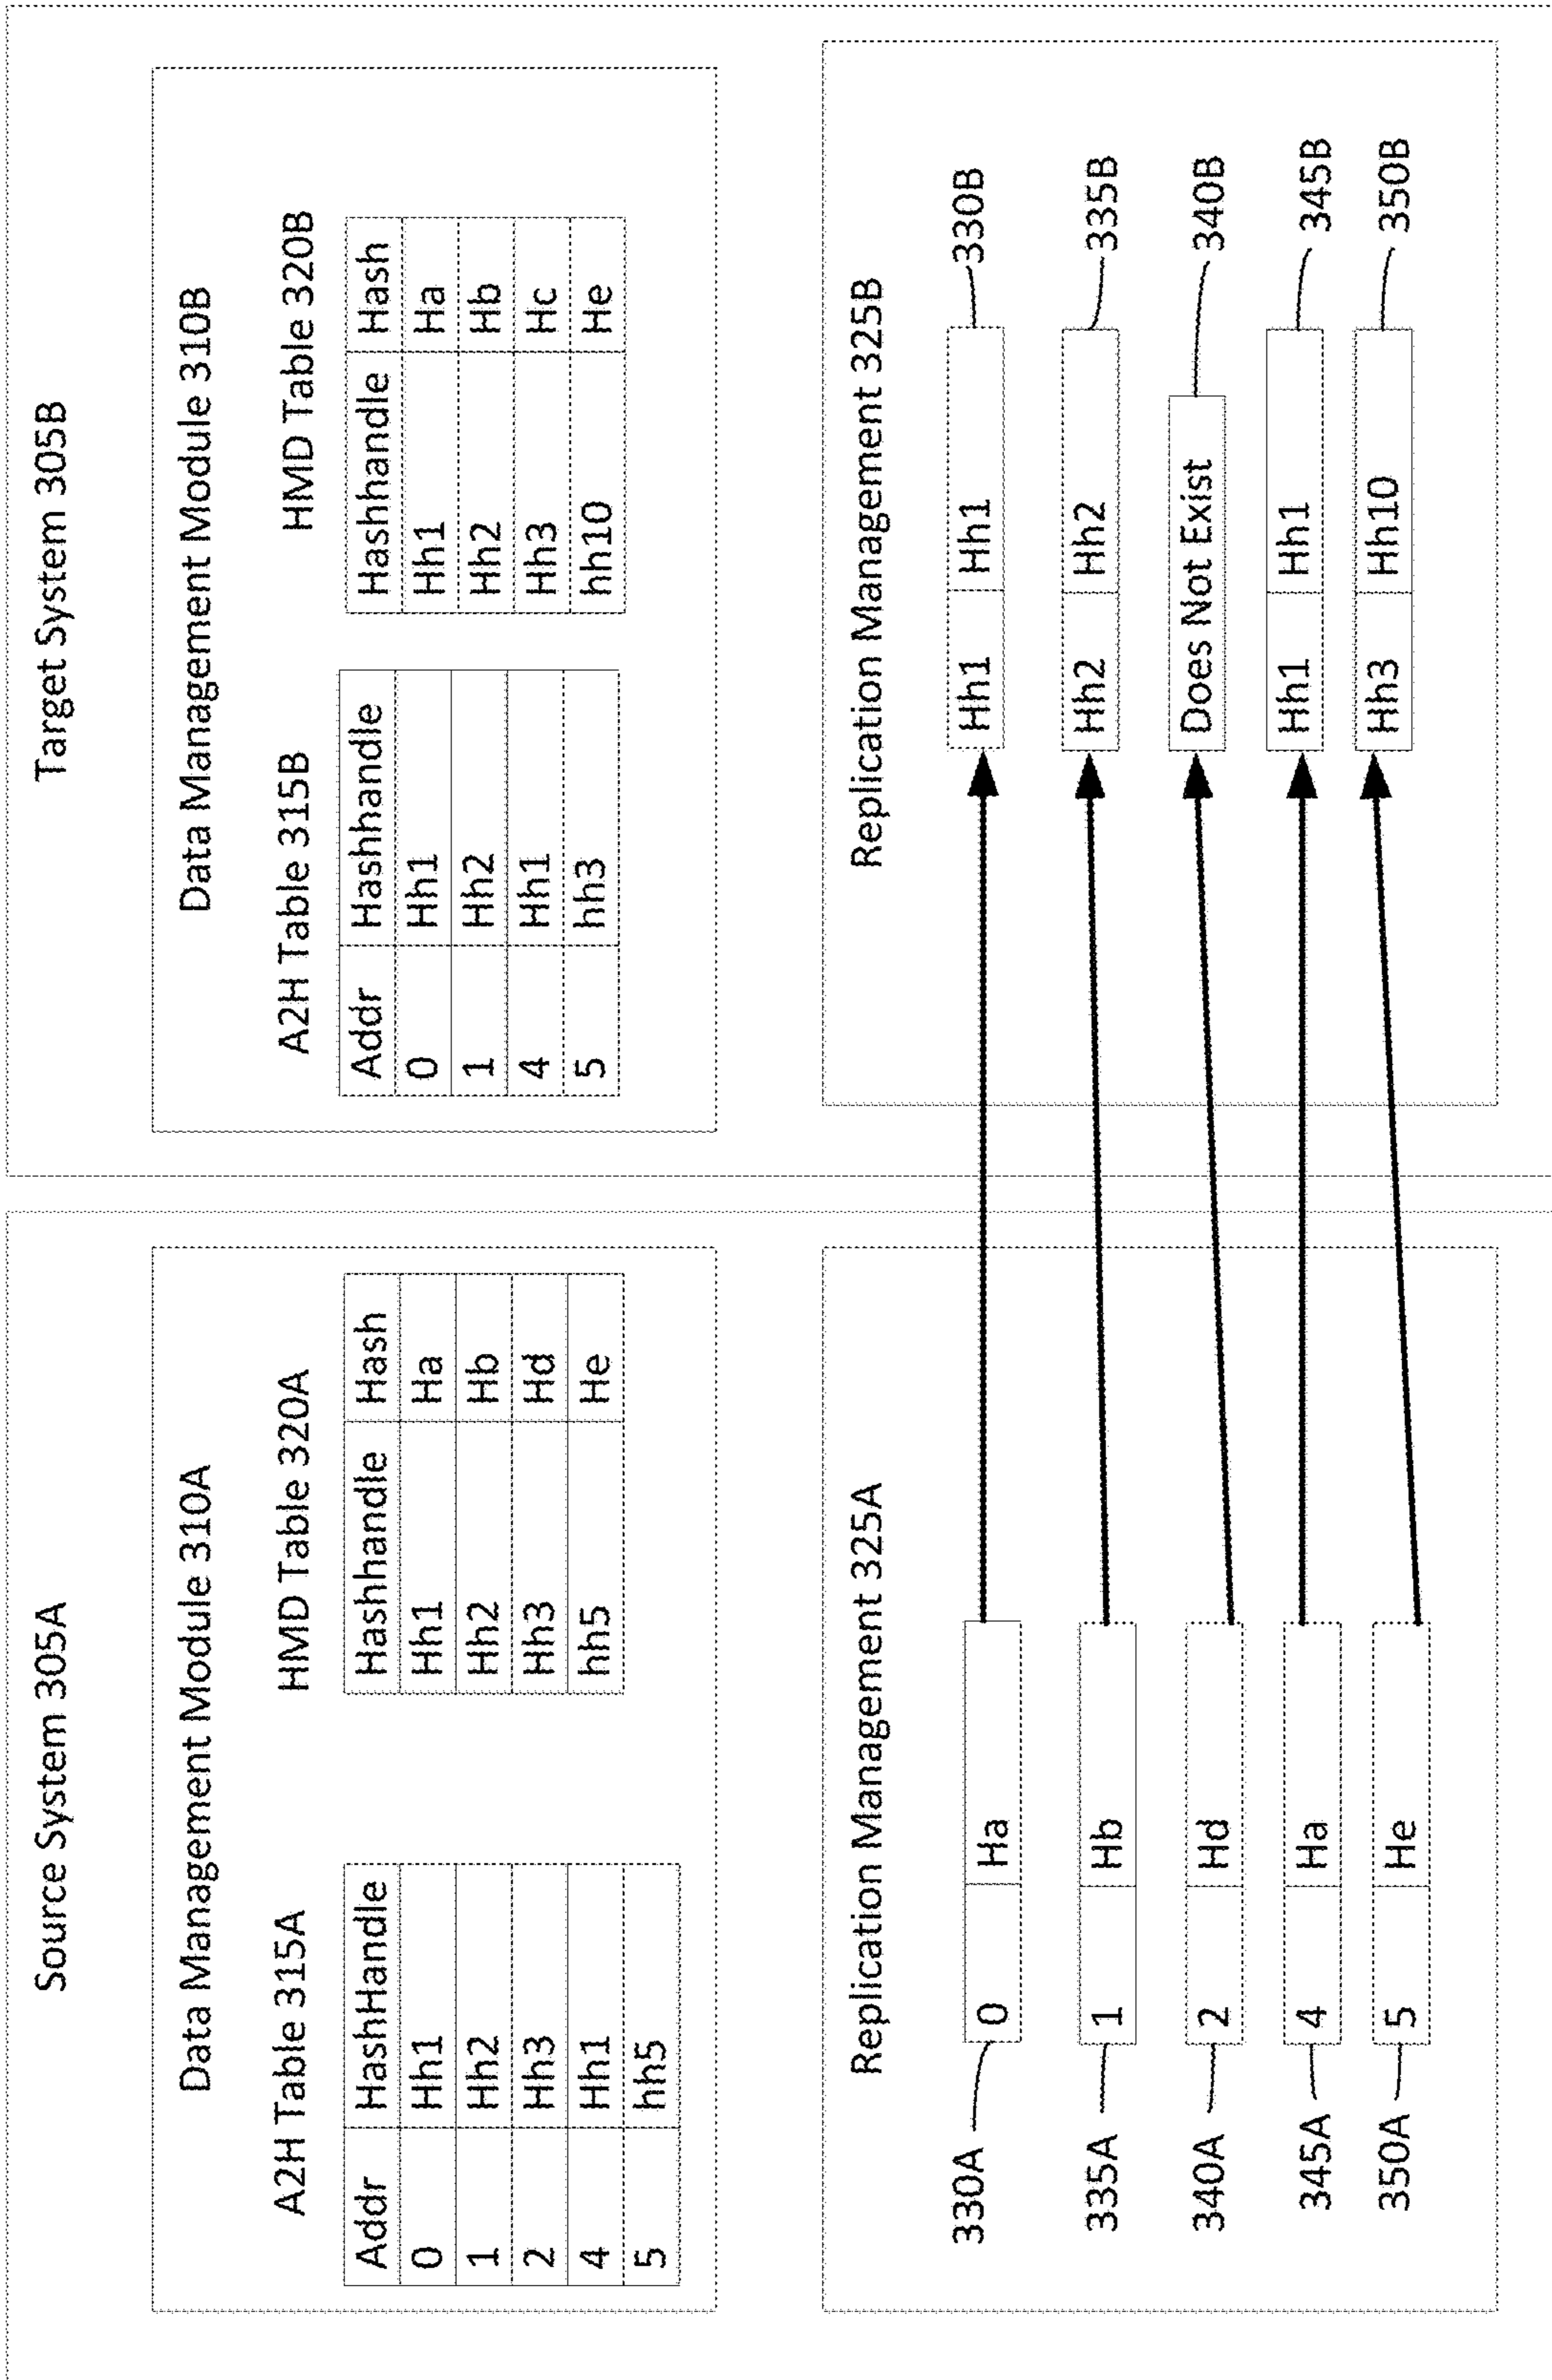 Source System 305A
Data Management Module 310A
A2H Table 315A
Addr HashHandle
0 Hh1
1 Hh2
2 Hh3
4 Hh1
5 hh5
HMD Table 320A
Hashhandle Hash
Hh1 Ha
Hh2 Hb
Hh3 Hd
hh5 He
Replication Management 325A
330A 0 Ha
335A 1 Hb
340A 2 Hd
345A 4 Ha
350A 5 He
Target System 305B
Data Management Module 310B
A2H Table 315B
Addr Hashhandle
0 Hh1
1 Hh2
4 Hh1
5 hh3
HMD Table 320B
Hashhandle Hash
Hh1 Ha
Hh2 Hb
Hh3 Hc
hh10 He
Replication Management 325B
Hh1 Hh1 330B
Hh2 Hh2 335B
Does Not Exist 340B
Hh1 Hh1 345B
Hh3 Hh10 350B